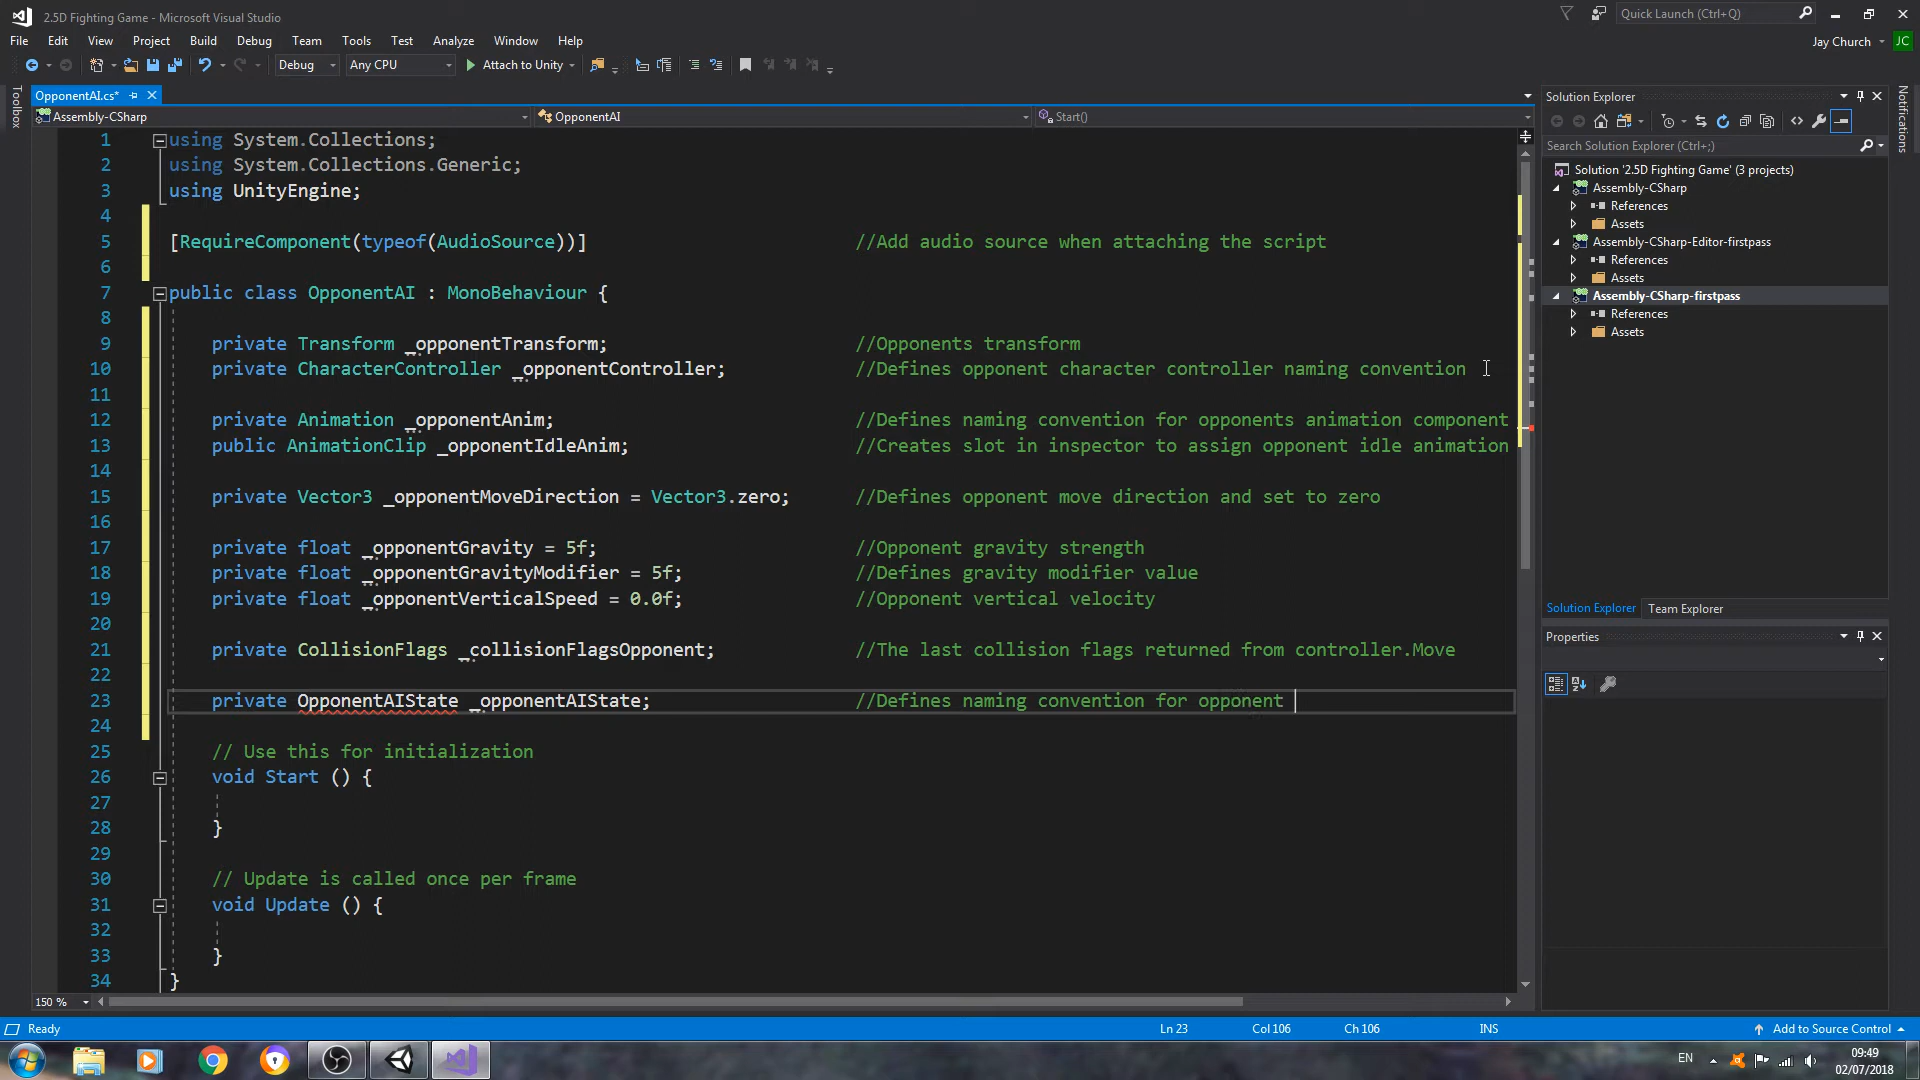 2.5D Fighting Game - Microsoft Visual Studio
Quick Launch (Ctrl+Q)
File Edit View Project Build Debug Team Tools Test Analyze Window Help
Jay Church JC
Debug Any CPU Attach to Unity
Toolbox
OpponentAI.cs*
Assembly-CSharp OpponentAI Start()
1 using System.Collections;
2 using System.Collections.Generic;
3 using UnityEngine;
4
5 [RequireComponent(typeof(AudioSource))] //Add audio source when attaching the script
6
7 public class OpponentAI : MonoBehaviour {
8
9 private Transform _opponentTransform; //Opponents transform
10 private CharacterController _opponentController; //Defines opponent character controller naming convention
11
12 private Animation _opponentAnim; //Defines naming convention for opponents animation component
13 public AnimationClip _opponentIdleAnim; //Creates slot in inspector to assign opponent idle animation
14
15 private Vector3 _opponentMoveDirection = Vector3.zero; //Defines opponent move direction and set to zero
16
17 private float _opponentGravity = 5f; //Opponent gravity strength
18 private float _opponentGravityModifier = 5f; //Defines gravity modifier value
19 private float _opponentVerticalSpeed = 0.0f; //Opponent vertical velocity
20
21 private CollisionFlags _collisionFlagsOpponent; //The last collision flags returned from controller.Move
22
23 private OpponentAIState _opponentAIState; //Defines naming convention for opponent
24
25 // Use this for initialization
26 void Start () {
27
28 }
29
30 // Update is called once per frame
31 void Update () {
32
33 }
34 }
150 %
Solution Explorer
Search Solution Explorer (Ctrl+;)
Solution '2.5D Fighting Game' (3 projects)
Assembly-CSharp
References
Assets
Assembly-CSharp-Editor-firstpass
References
Assets
Assembly-CSharp-firstpass
References
Assets
Solution Explorer Team Explorer
Properties
Notifications
Ready Ln 23 Col 106 Ch 106 INS Add to Source Control
EN 09:49
02/07/2018